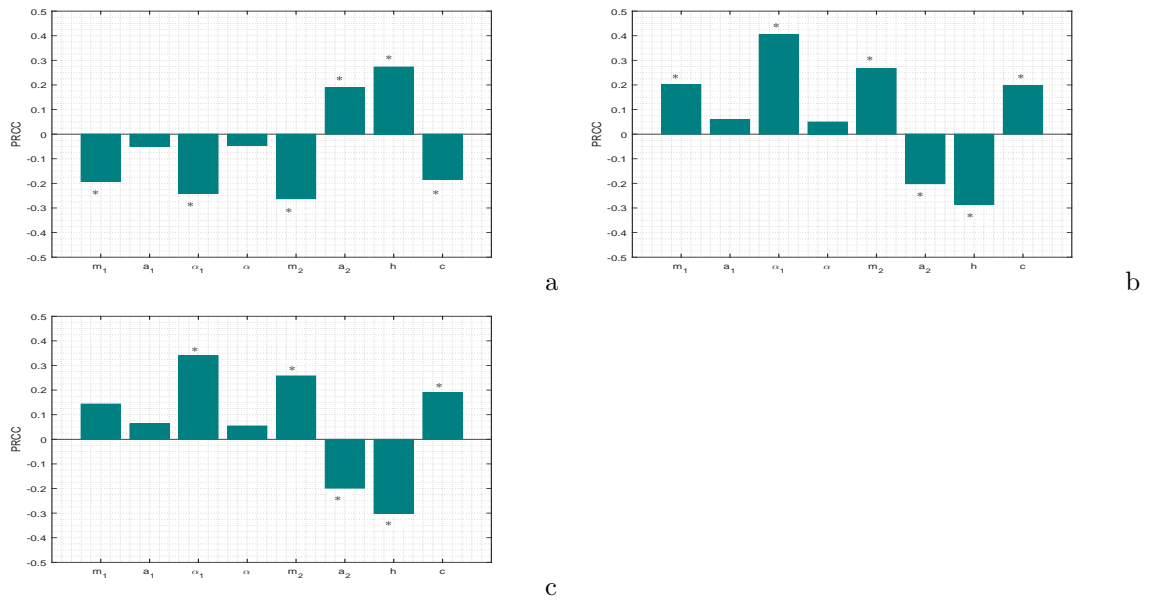 0.5
0.4
0.3
0.2
0.1
0
-0.1
-0.2
-0.3
-0.4
-0.5
PRCC
* * * * * *
m₁ a₁ α₁ α m₂ a₂ h c
a
0.5
0.4
0.3
0.2
0.1
0
-0.1
-0.2
-0.3
-0.4
-0.5
PRCC
* * * * * *
m₁ a₁ α₁ α m₂ a₂ h c
b
0.5
0.4
0.3
0.2
0.1
0
-0.1
-0.2
-0.3
-0.4
-0.5
PRCC
* * * * *
m₁ a₁ α₁ α m₂ a₂ h c
c